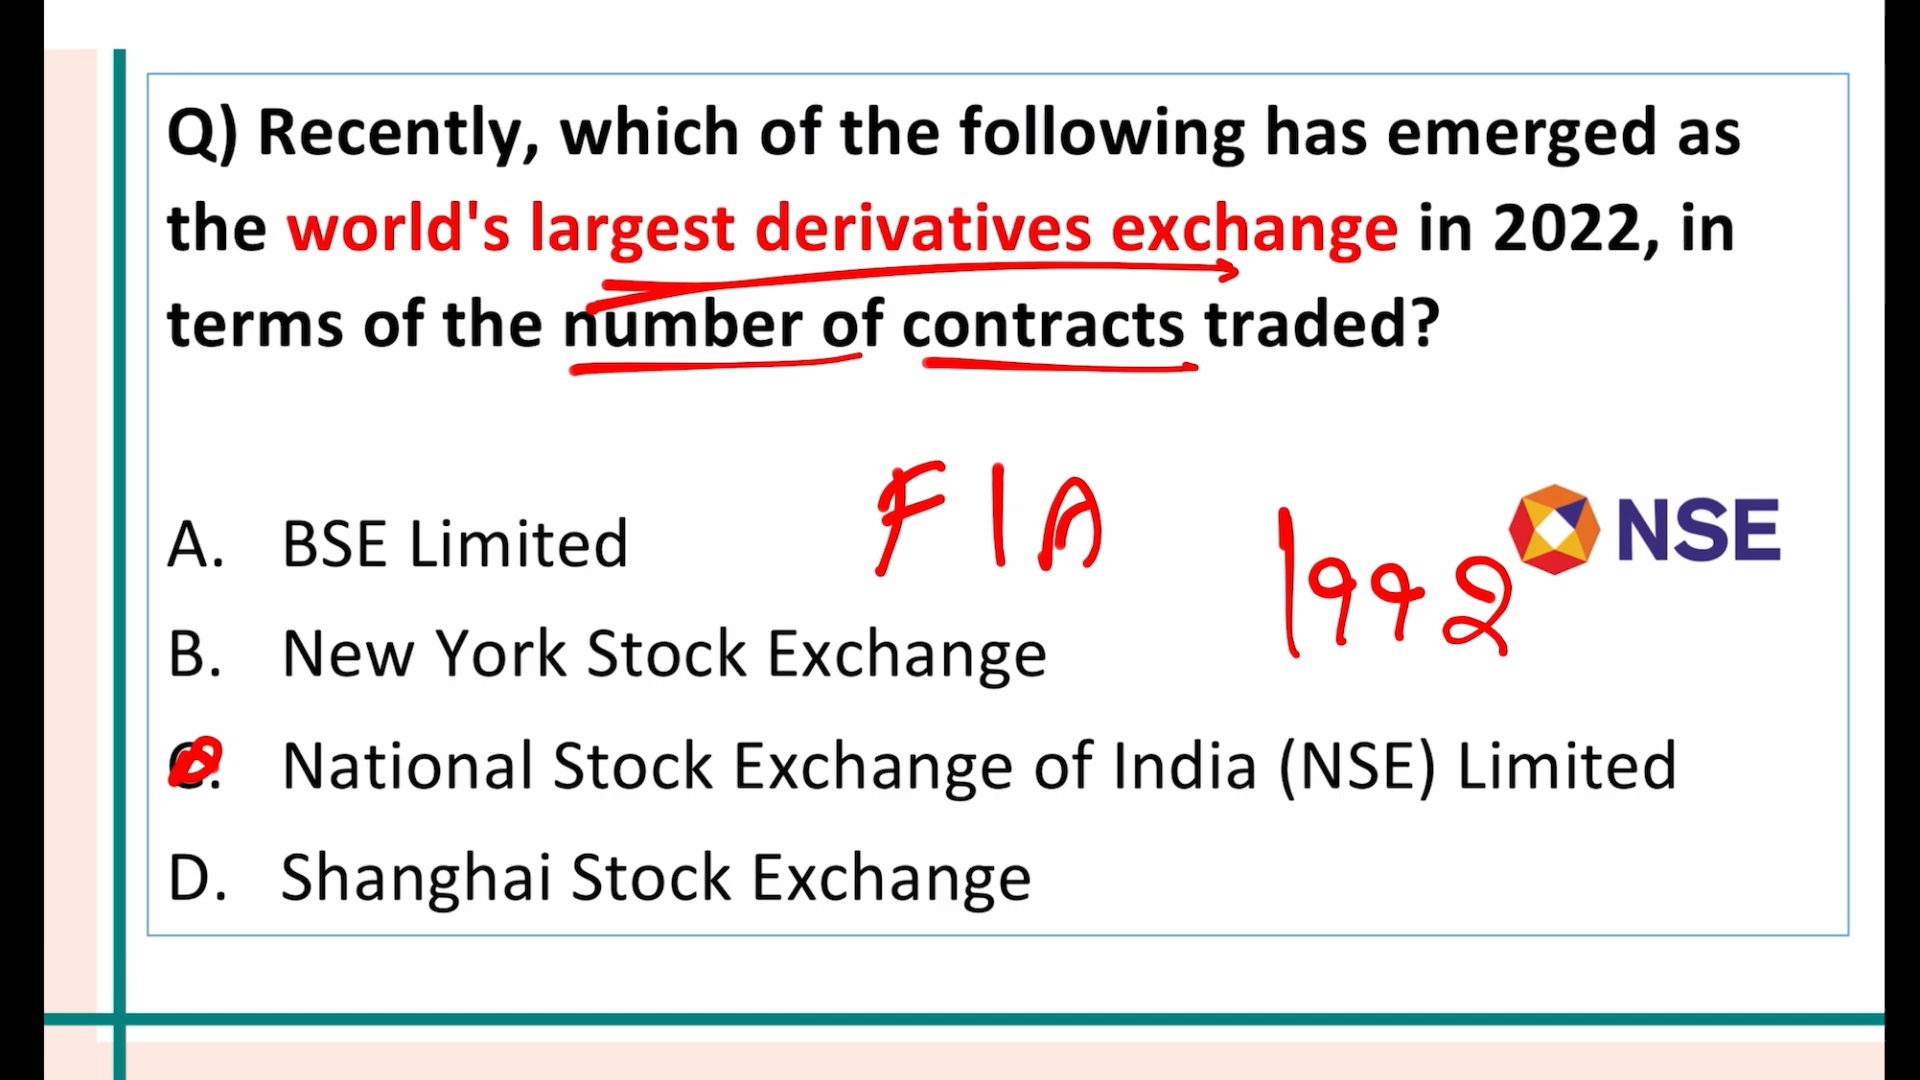 Q) Recently, which of the following has emerged as
the world's largest derivatives exchange in 2022, in
terms of the number of contracts traded?
FIA
NSE
1992
A. BSE Limited
B. New York Stock Exchange
C. National Stock Exchange of India (NSE) Limited
D. Shanghai Stock Exchange